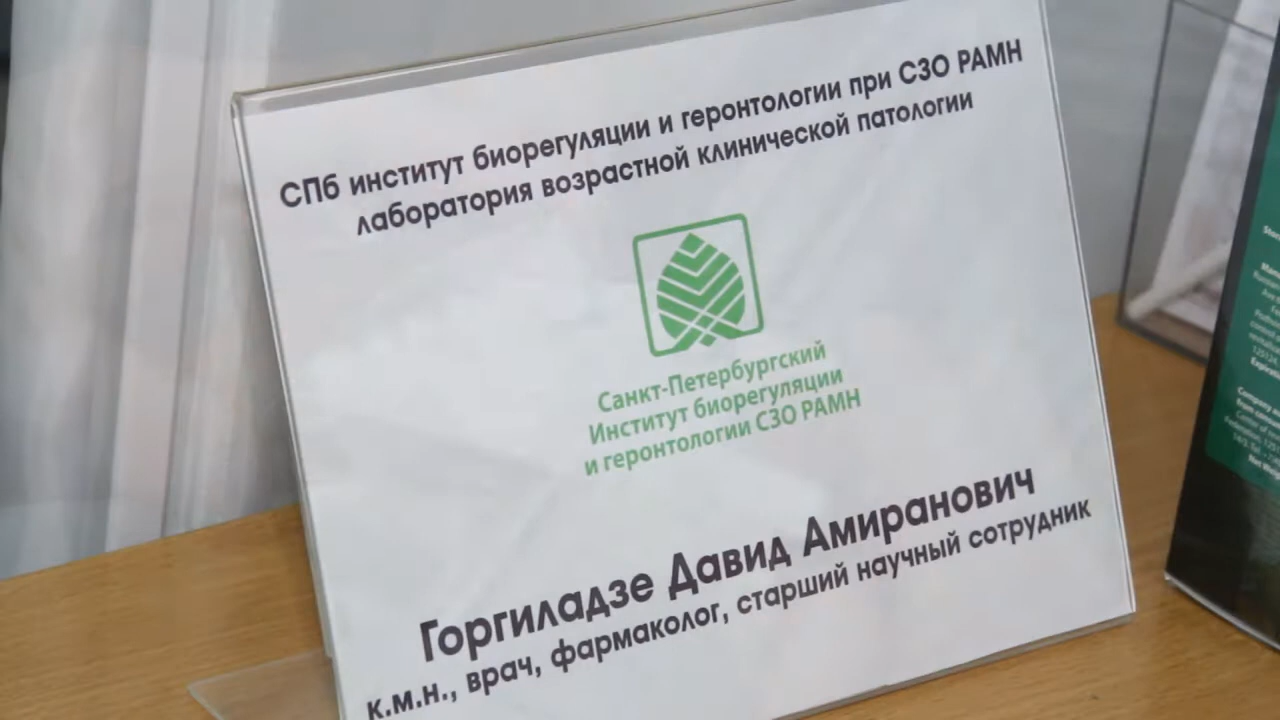 СПб институт биорегуляции и геронтологии при СЗО РАМН
лаборатория возрастной клинической патологии
Санкт-Петербургский
Институт биорегуляции
и геронтологии СЗО РАМН
Горгиладзе Давид Амиранович
к.м.н., врач, фармаколог, старший научный сотрудник